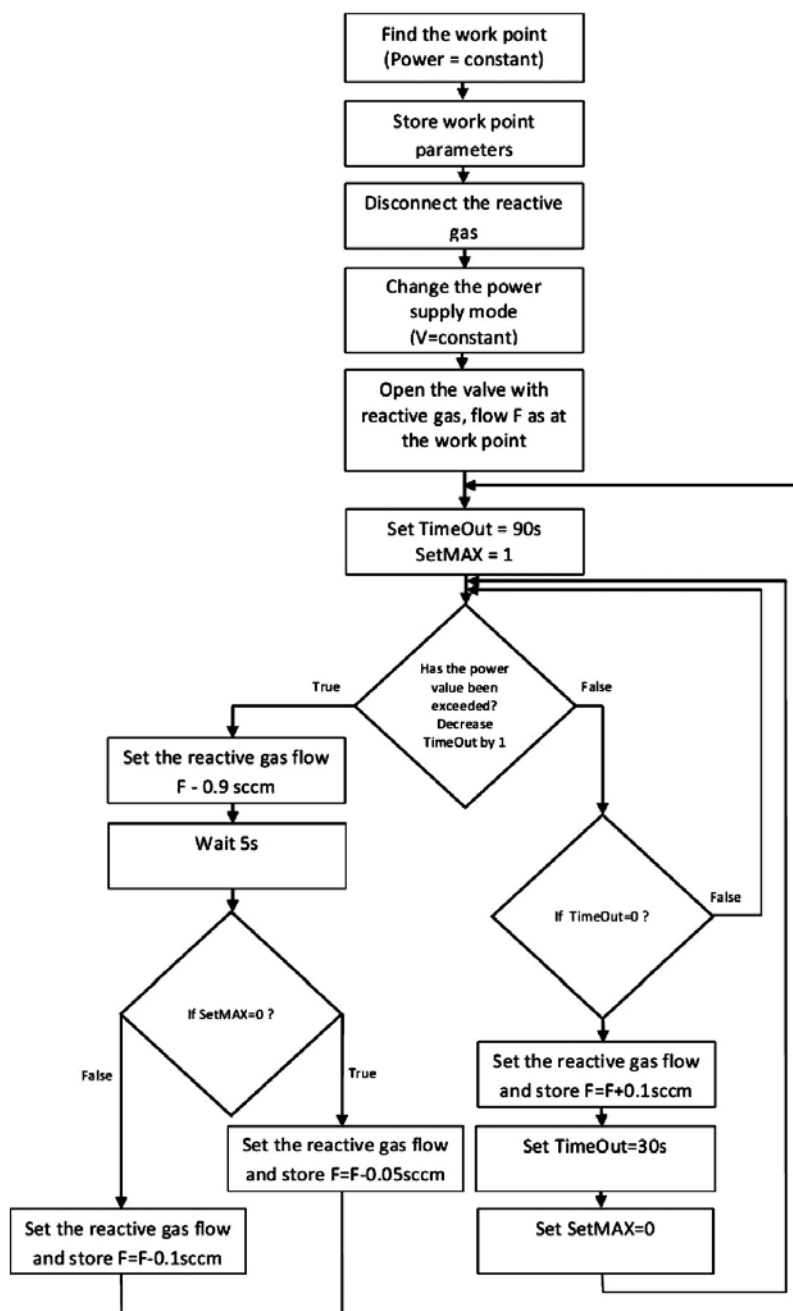 Find the work point
(Power = constant)
Store work point
parameters
Disconnect the reactive
gas
Change the power
supply mode
(V=constant)
Open the valve with
reactive gas, flow F as at
the work point
Set TimeOut = 90s
SetMAX = 1
Has the power
value been
exceeded?
Decrease
TimeOut by 1
True
False
Set the reactive gas flow
F - 0.9 sccm
Wait 5s
If SetMAX=0 ?
False
True
Set the reactive gas flow
and store F=F-0.05sccm
Set the reactive gas flow
and store F=F-0.1sccm
If TimeOut=0 ?
False
Set the reactive gas flow
and store F=F+0.1sccm
Set TimeOut=30s
Set SetMAX=0